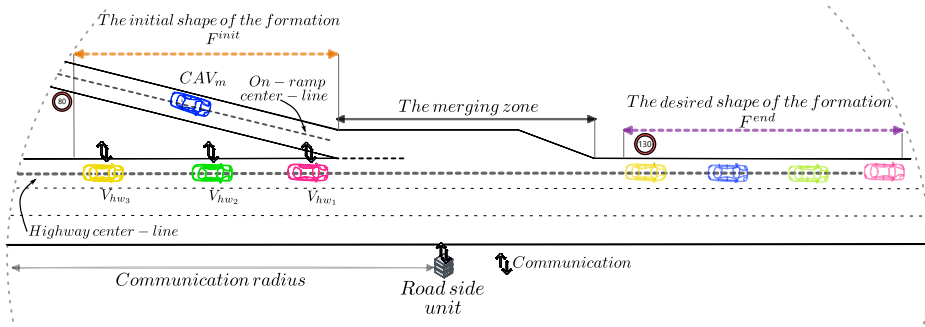 The initial shape of the formation
F^{init}
CAV_m
On − ramp
center − line
80
The merging zone
The desired shape of the formation
F^{end}
130
V_{hw_3}
V_{hw_2}
V_{hw_1}
Highway center − line
Communication radius
Communication
Road side
unit